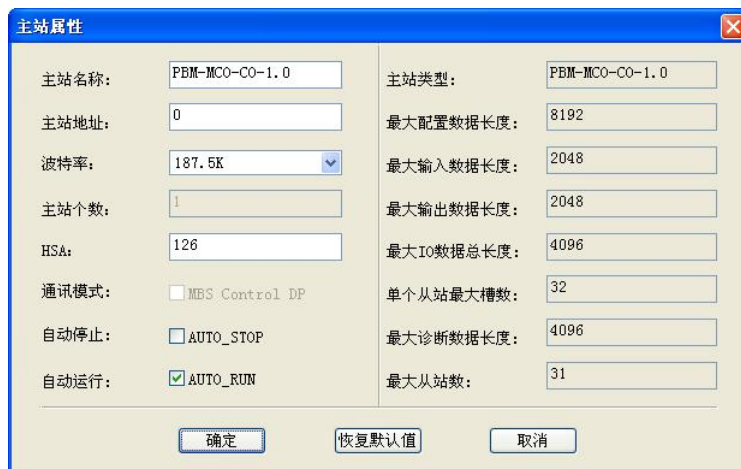 主站属性
主站名称: PBM-MCO-CO-1.0
主站地址: 0
波特率: 187.5K
主站个数: 1
HSA: 126
通讯模式: MBS Control DP
自动停止: AUTO_STOP
自动运行: AUTO_RUN
主站类型: PBM-MCO-CO-1.0
最大配置数据长度: 8192
最大输入数据长度: 2048
最大输出数据长度: 2048
最大IO数据总长度: 4096
单个从站最大槽数: 32
最大诊断数据长度: 4096
最大从站数: 31
确定 恢复默认值 取消